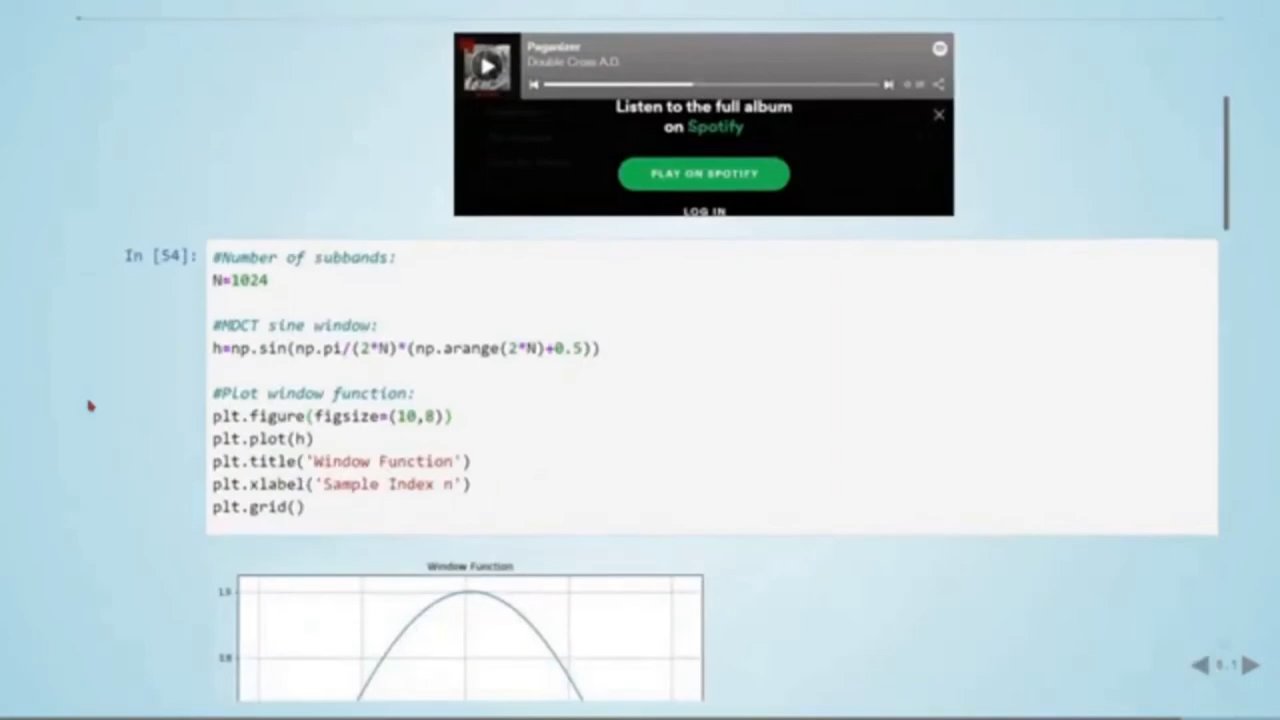 Paganizer
Double Cross A.D.
Listen to the full album
on Spotify
PLAY ON SPOTIFY
LOG IN
In [54]:
#Number of subbands:
N=1024
#MDCT sine window:
h=np.sin(np.pi/(2*N)*(np.arange(2*N)+0.5))
#Plot window function:
plt.figure(figsize=(10,8))
plt.plot(h)
plt.title('Window Function')
plt.xlabel('Sample Index n')
plt.grid()
Window Function
1.0
0.8